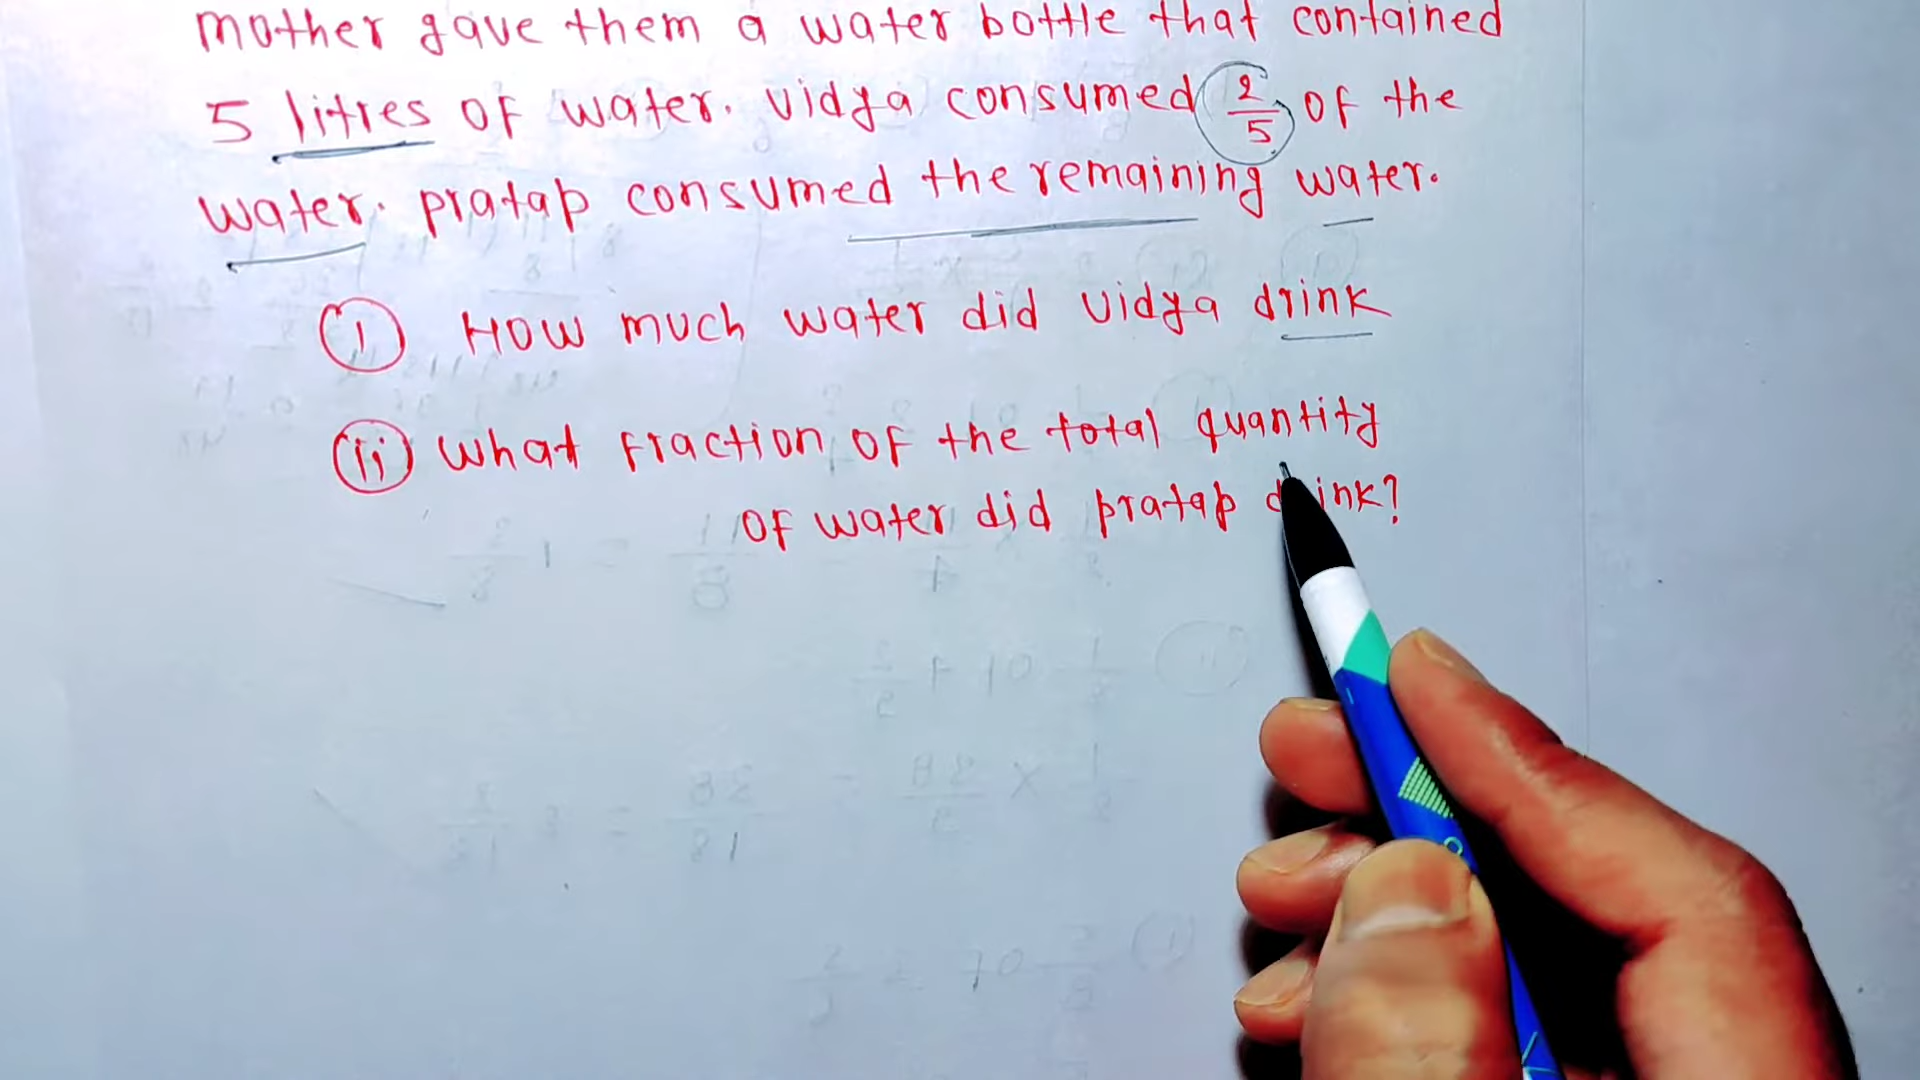 mother gave them a water bottle that contained
5 litres of water. Vidya consumed 2/5 of the
water. pratap consumed the remaining water.
(i) How much water did vidya drink
(ii) what fraction of the total quantity
of water did pratap drink?